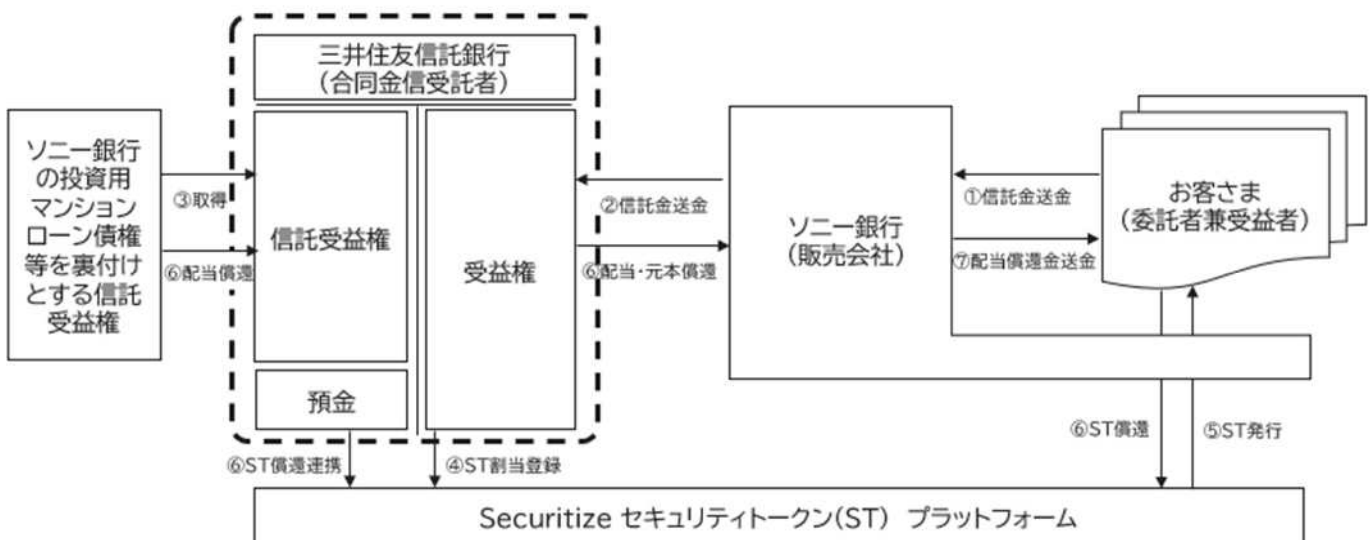 三井住友信託銀行
(合同金信受託者)
ソニー銀行
の投資用
マンション
ローン債権
等を裏付け
とする信託
受益権
③取得
⑥配当償還
信託受益権
預金
受益権
②信託金送金
⑥配当・元本償還
ソニー銀行
(販売会社)
①信託金送金
⑦配当償還金送金
お客さま
(委託者兼受益者)
⑥ST償還連携
④ST割当登録
⑥ST償還
⑤ST発行
Securitize セキュリティトークン(ST) プラットフォーム